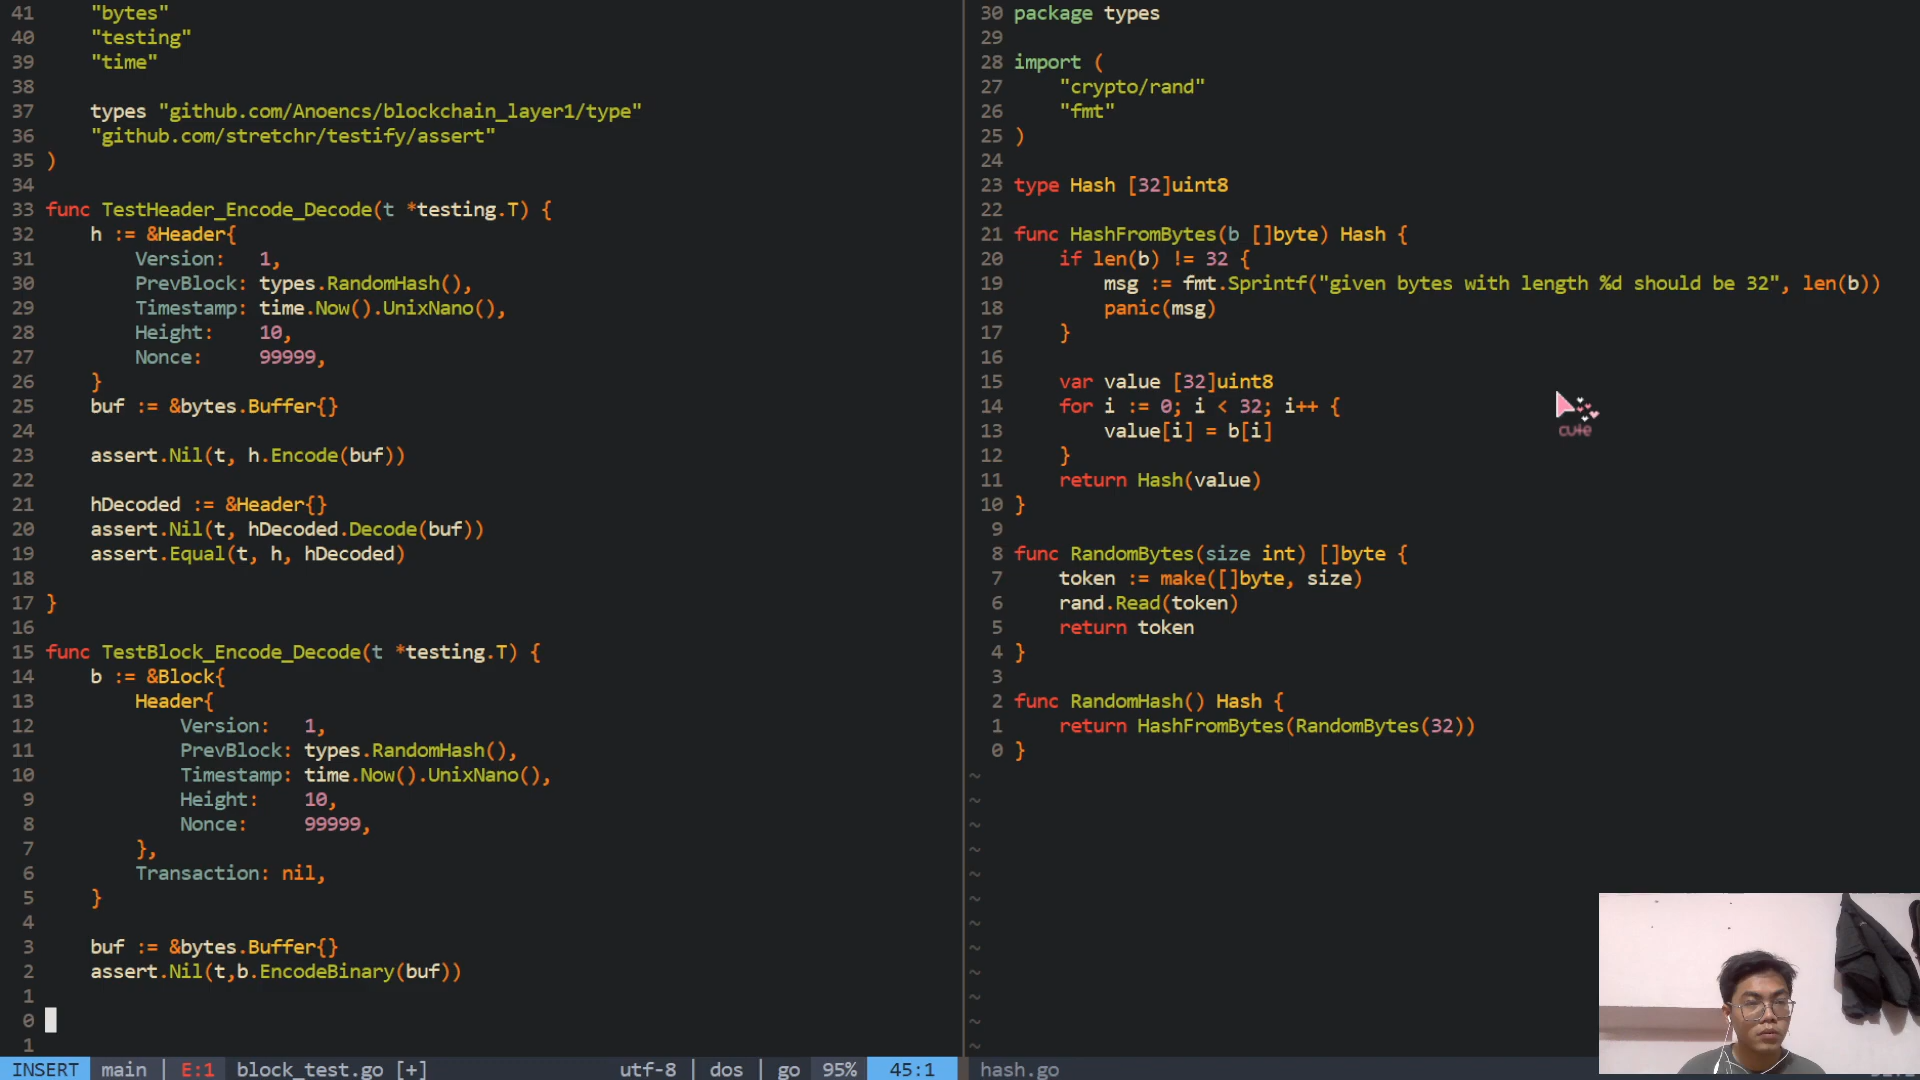 41 "bytes"
40 "testing"
39 "time"
38
37 types "github.com/Anoencs/blockchain_layer1/type"
36 "github.com/stretchr/testify/assert"
35 )
34
33 func TestHeader_Encode_Decode(t *testing.T) {
32 h := &Header{
31 Version: 1,
30 PrevBlock: types.RandomHash(),
29 Timestamp: time.Now().UnixNano(),
28 Height: 10,
27 Nonce: 99999,
26 }
25 buf := &bytes.Buffer{}
24
23 assert.Nil(t, h.Encode(buf))
22
21 hDecoded := &Header{}
20 assert.Nil(t, hDecoded.Decode(buf))
19 assert.Equal(t, h, hDecoded)
18
17 }
16
15 func TestBlock_Encode_Decode(t *testing.T) {
14 b := &Block{
13 Header{
12 Version: 1,
11 PrevBlock: types.RandomHash(),
10 Timestamp: time.Now().UnixNano(),
9 Height: 10,
8 Nonce: 99999,
7 },
6 Transaction: nil,
5 }
4
3 buf := &bytes.Buffer{}
2 assert.Nil(t,b.EncodeBinary(buf))
1
0
1
INSERT main | E:1 | block_test.go [+] utf-8 | dos | go 95% 45:1
30 package types
29
28 import (
27 "crypto/rand"
26 "fmt"
25 )
24
23 type Hash [32]uint8
22
21 func HashFromBytes(b []byte) Hash {
20 if len(b) != 32 {
19 msg := fmt.Sprintf("given bytes with length %d should be 32", len(b))
18 panic(msg)
17 }
16
15 var value [32]uint8
14 for i := 0; i < 32; i++ {
13 value[i] = b[i]
12 }
11 return Hash(value)
10 }
9
8 func RandomBytes(size int) []byte {
7 token := make([]byte, size)
6 rand.Read(token)
5 return token
4 }
3
2 func RandomHash() Hash {
1 return HashFromBytes(RandomBytes(32))
0 }
~
~
~
~
~
~
~
~
~
~
~
~
hash.go
cute